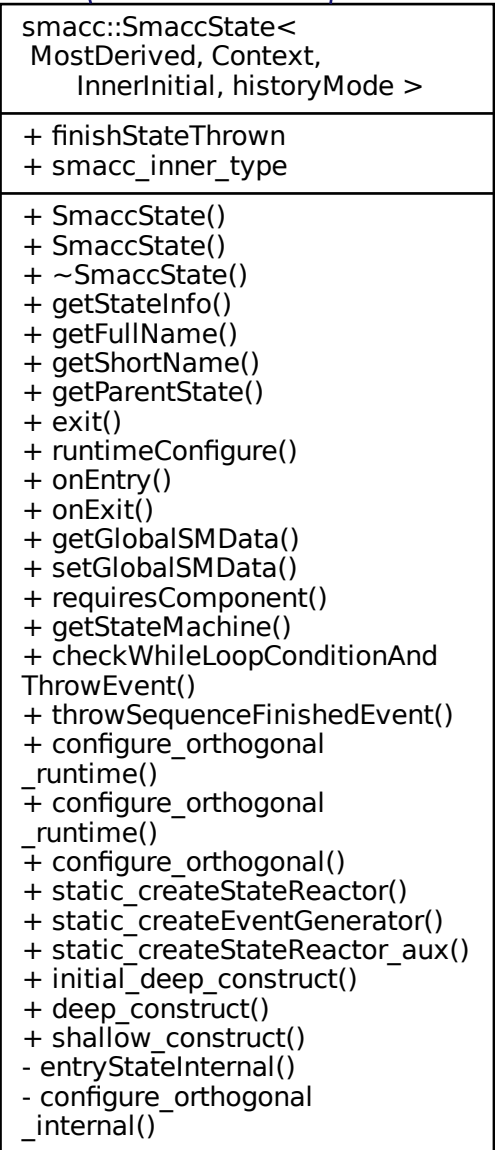 smacc::SmaccState<
MostDerived, Context,
InnerInitial, historyMode >
+ finishStateThrown
+ smacc_inner_type
+ SmaccState()
+ SmaccState()
+ ~SmaccState()
+ getStateInfo()
+ getFullName()
+ getShortName()
+ getParentState()
+ exit()
+ runtimeConfigure()
+ onEntry()
+ onExit()
+ getGlobalSMData()
+ setGlobalSMData()
+ requiresComponent()
+ getStateMachine()
+ checkWhileLoopConditionAnd
ThrowEvent()
+ throwSequenceFinishedEvent()
+ configure_orthogonal
_runtime()
+ configure_orthogonal
_runtime()
+ configure_orthogonal()
+ static_createStateReactor()
+ static_createEventGenerator()
+ static_createStateReactor_aux()
+ initial_deep_construct()
+ deep_construct()
+ shallow_construct()
- entryStateInternal()
- configure_orthogonal
_internal()